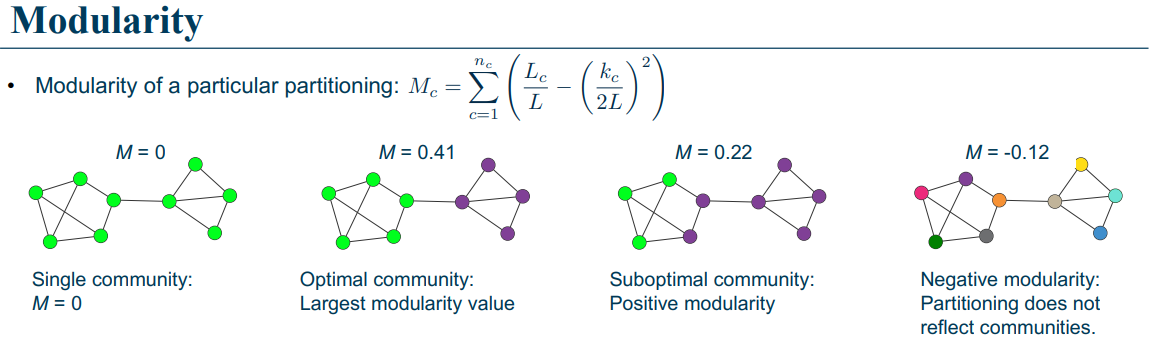 Modularity
• Modularity of a particular partitioning: $M_c = \sum_{c=1}^{n_c} \left( \frac{L_c}{L} - \left( \frac{k_c}{2L} \right)^2 \right)$
M = 0
Single community:
M = 0
M = 0.41
Optimal community:
Largest modularity value
M = 0.22
Suboptimal community:
Positive modularity
M = -0.12
Negative modularity:
Partitioning does not
reflect communities.